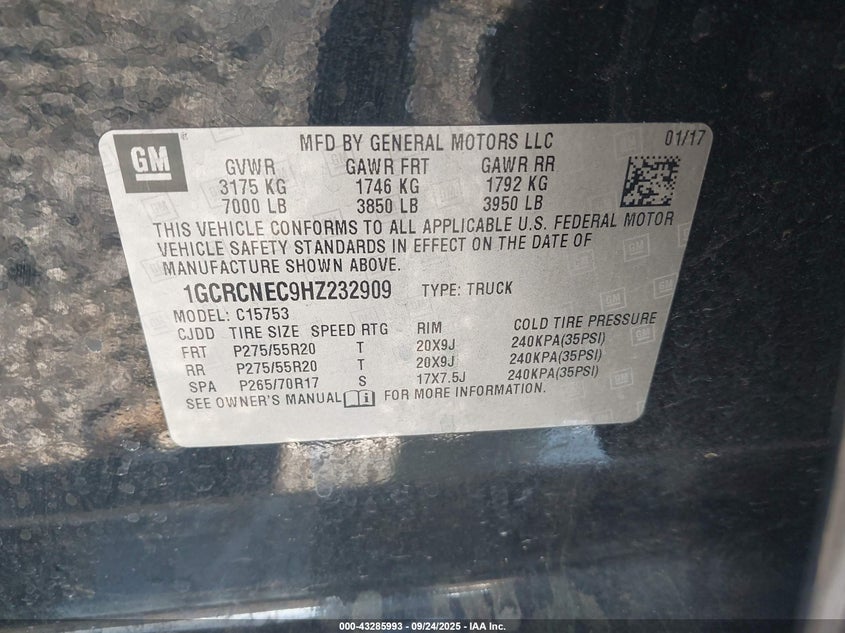 GM
MFD BY GENERAL MOTORS LLC 01/17
GVWR GAWR FRT GAWR RR
3175 KG 1746 KG 1792 KG
7000 LB 3850 LB 3950 LB
THIS VEHICLE CONFORMS TO ALL APPLICABLE U.S. FEDERAL MOTOR
VEHICLE SAFETY STANDARDS IN EFFECT ON THE DATE OF
MANUFACTURE SHOWN ABOVE.
1GCRCNEC9HZ232909 TYPE: TRUCK
MODEL: C15753
CJDD TIRE SIZE SPEED RTG RIM COLD TIRE PRESSURE
FRT P275/55R20 T 20X9J 240KPA(35PSI)
RR P275/55R20 T 20X9J 240KPA(35PSI)
SPA P265/70R17 S 17X7.5J 240KPA(35PSI)
SEE OWNER'S MANUAL FOR MORE INFORMATION.
000-43285993 - 09/24/2025 - IAA Inc.